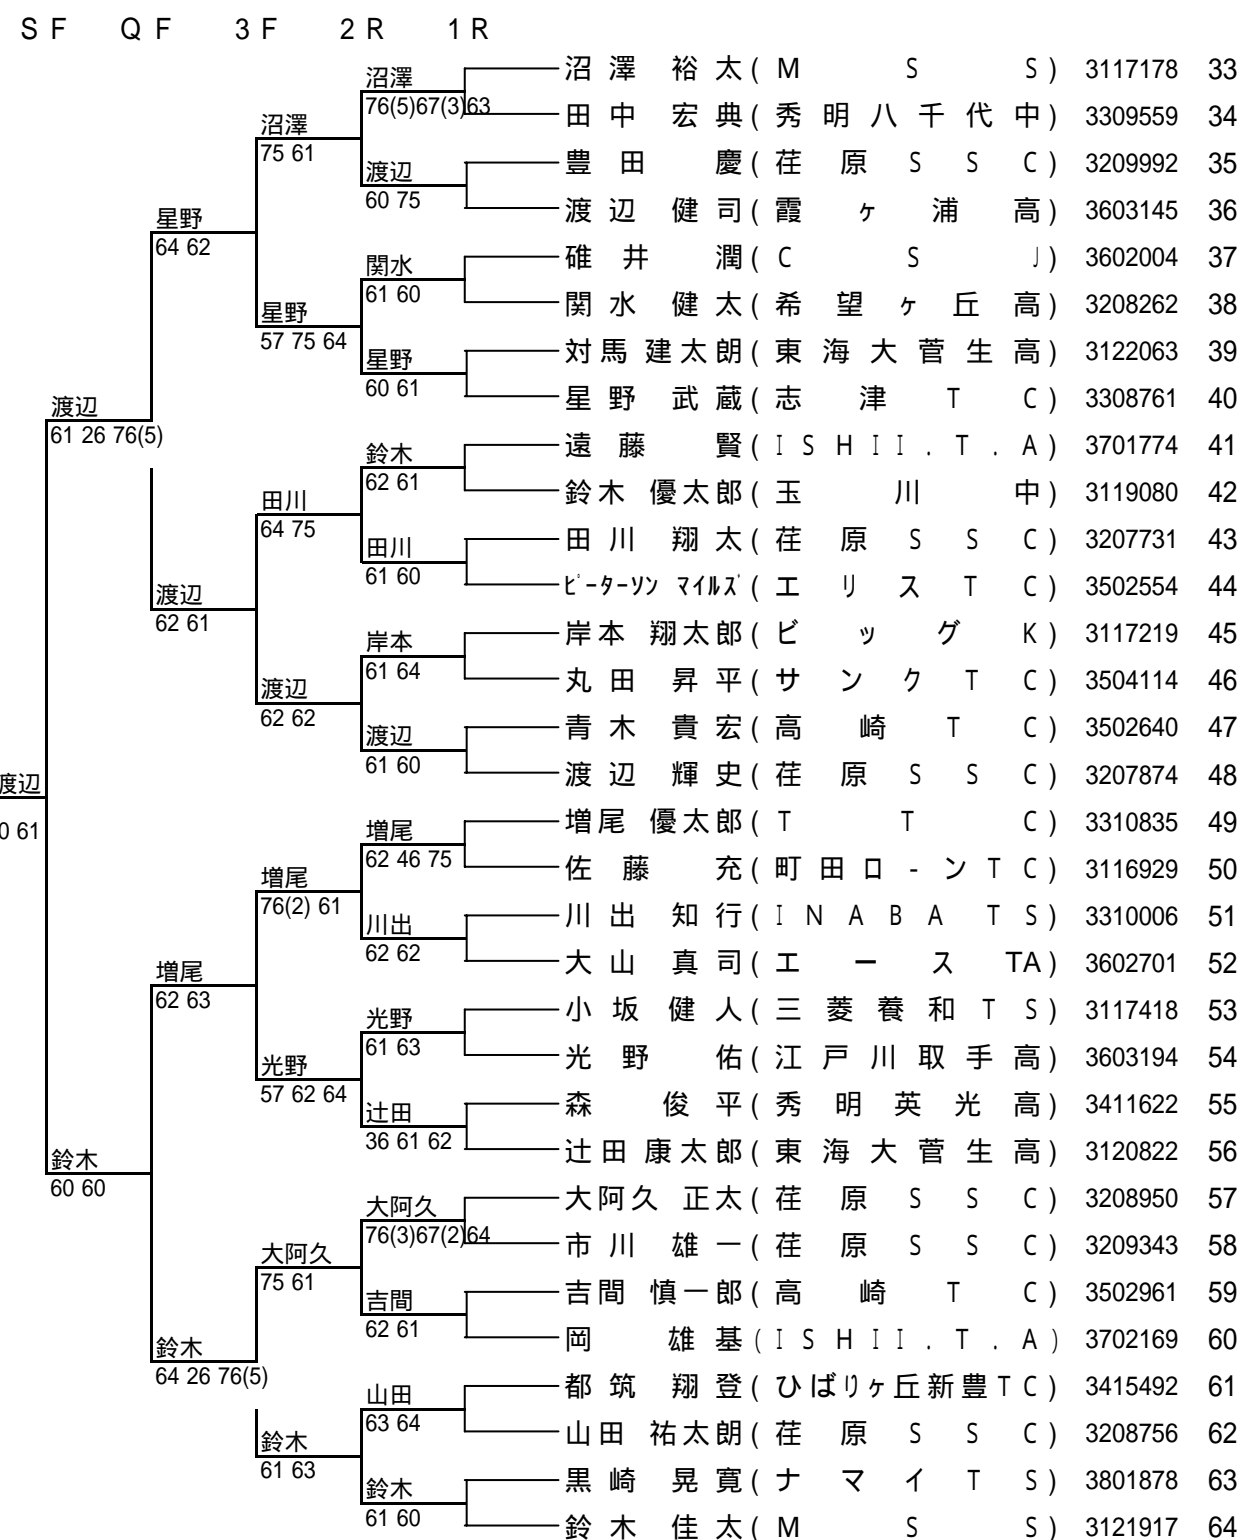 SF QF 3F 2R 1R
沼澤 裕太(MSS) 3117178 33
沼澤
76(5)67(3)63
田中 宏典(秀明八千代中) 3309559 34
沼澤
75 61
豊田 慶(荏原SSC) 3209992 35
渡辺
60 75
渡辺 健司(霞ヶ浦高) 3603145 36
星野
64 62
碓井 潤(CSJ) 3602004 37
関水
61 60
関水 健太(希望ヶ丘高) 3208262 38
星野
57 75 64
対馬 建太朗(東海大菅生高) 3122063 39
星野
60 61
星野 武蔵(志津TC) 3308761 40
渡辺
61 26 76(5)
遠藤 賢(ISHII.T.A) 3701774 41
鈴木
62 61
鈴木 優太郎(玉川中) 3119080 42
田川
64 75
田川 翔太(荏原SSC) 3207731 43
田川
61 60
ピーターソン マイルズ(エリスTC) 3502554 44
渡辺
62 61
岸本 翔太郎(ビッグK) 3117219 45
岸本
61 64
丸田 昇平(サンクTC) 3504114 46
渡辺
62 62
青木 貴宏(高崎TC) 3502640 47
渡辺
61 60
渡辺 輝史(荏原SSC) 3207874 48
渡辺
0 61
増尾 優太郎(TTC) 3310835 49
増尾
62 46 75
佐藤 充(町田ロ-ンTC) 3116929 50
増尾
76(2) 61
川出 知行(INABA TS) 3310006 51
川出
62 62
大山 真司(エースTA) 3602701 52
増尾
62 63
小坂 健人(三菱養和TS) 3117418 53
光野
61 63
光野 佑(江戸川取手高) 3603194 54
光野
57 62 64
森 俊平(秀明英光高) 3411622 55
辻田
36 61 62
辻田 康太郎(東海大菅生高) 3120822 56
鈴木
60 60
大阿久 正太(荏原SSC) 3208950 57
大阿久
76(3)67(2)64
市川 雄一(荏原SSC) 3209343 58
大阿久
75 61
吉間 慎一郎(高崎TC) 3502961 59
吉間
62 61
岡 雄基(ISHII.T.A) 3702169 60
鈴木
64 26 76(5)
都筑 翔登(ひばりヶ丘新豊TC) 3415492 61
山田
63 64
山田 祐太朗(荏原SSC) 3208756 62
鈴木
61 63
黒崎 晃寛(ナマイTS) 3801878 63
鈴木
61 60
鈴木 佳太(MSS) 3121917 64